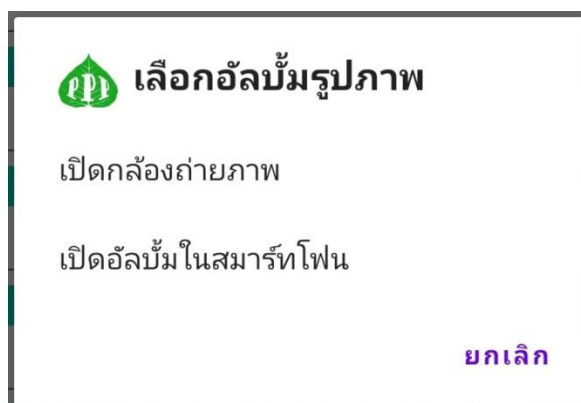 PPP เลือกอัลบั้มรูปภาพ
เปิดกล้องถ่ายภาพ
เปิดอัลบั้มในสมาร์ทโฟน
ยกเลิก